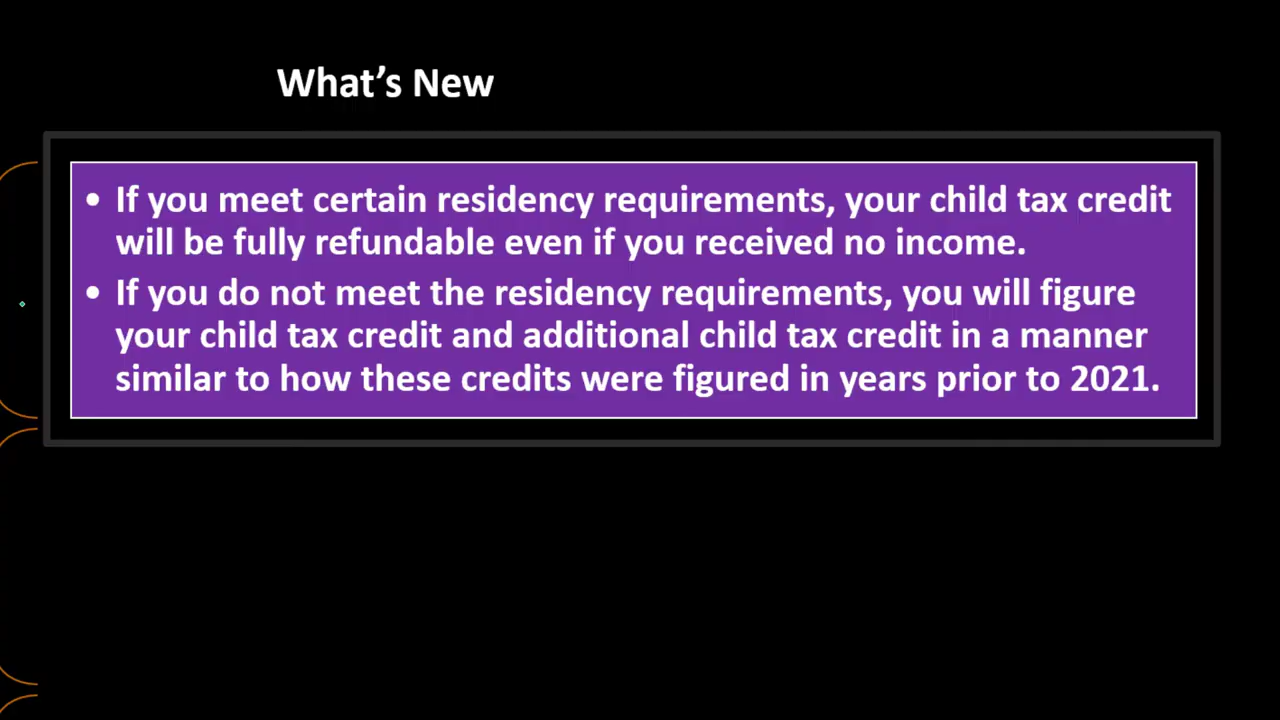 What’s New
• If you meet certain residency requirements, your child tax credit
will be fully refundable even if you received no income.
• If you do not meet the residency requirements, you will figure
your child tax credit and additional child tax credit in a manner
similar to how these credits were figured in years prior to 2021.